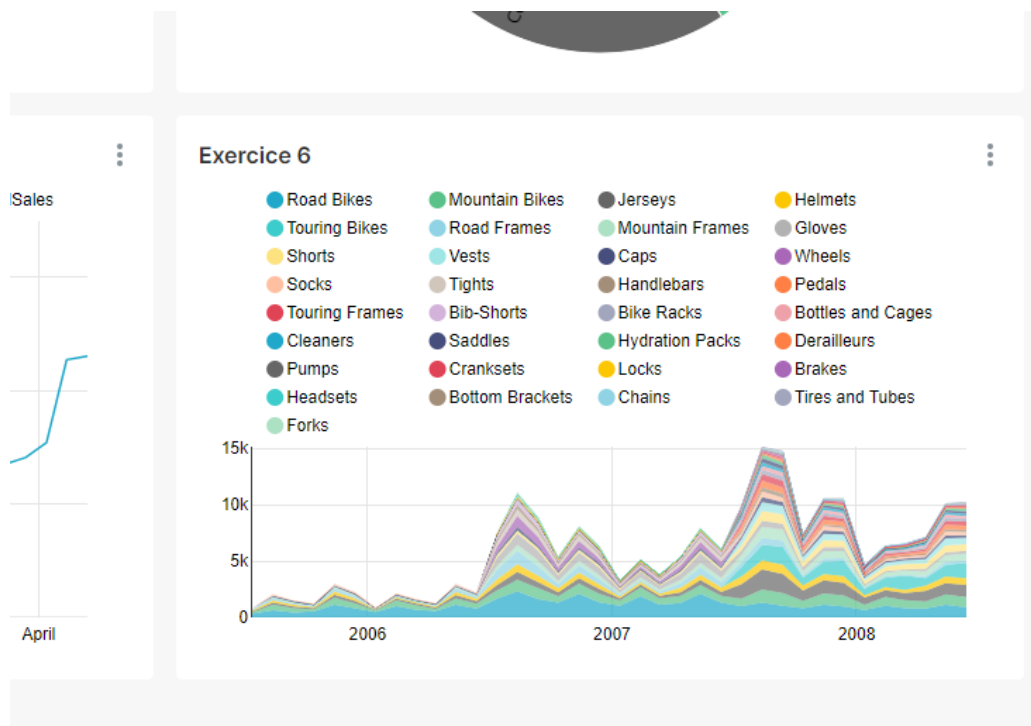 Exercice 6
Sales
Road Bikes Mountain Bikes Jerseys Helmets
Touring Bikes Road Frames Mountain Frames Gloves
Shorts Vests Caps Wheels
Socks Tights Handlebars Pedals
Touring Frames Bib-Shorts Bike Racks Bottles and Cages
Cleaners Saddles Hydration Packs Derailleurs
Pumps Cranksets Locks Brakes
Headsets Bottom Brackets Chains Tires and Tubes
Forks
15k
10k
5k
0
April
2006 2007 2008